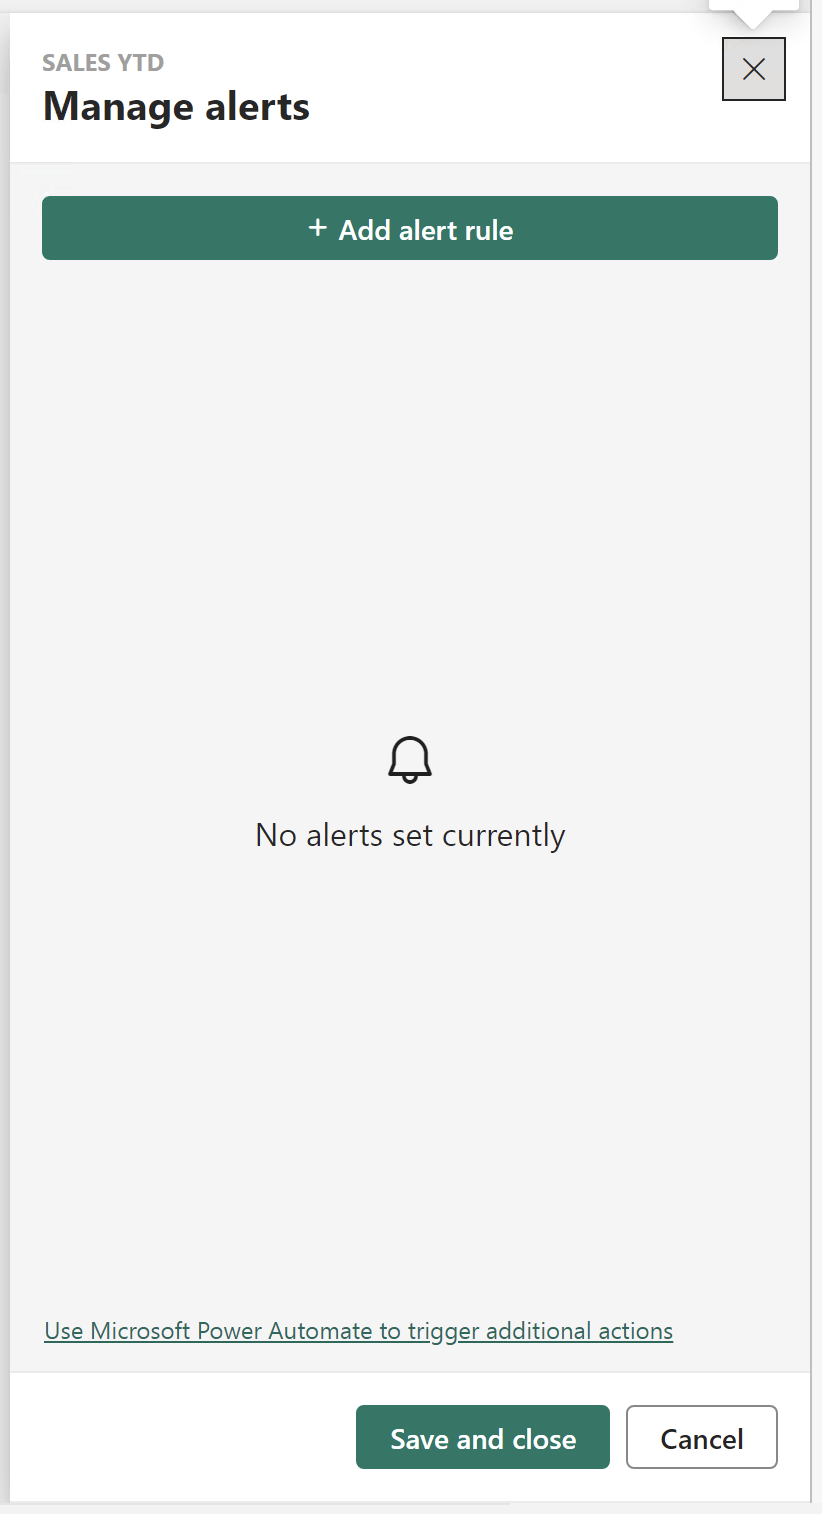 SALES YTD
Manage alerts
+ Add alert rule
No alerts set currently
Use Microsoft Power Automate to trigger additional actions
Save and close
Cancel